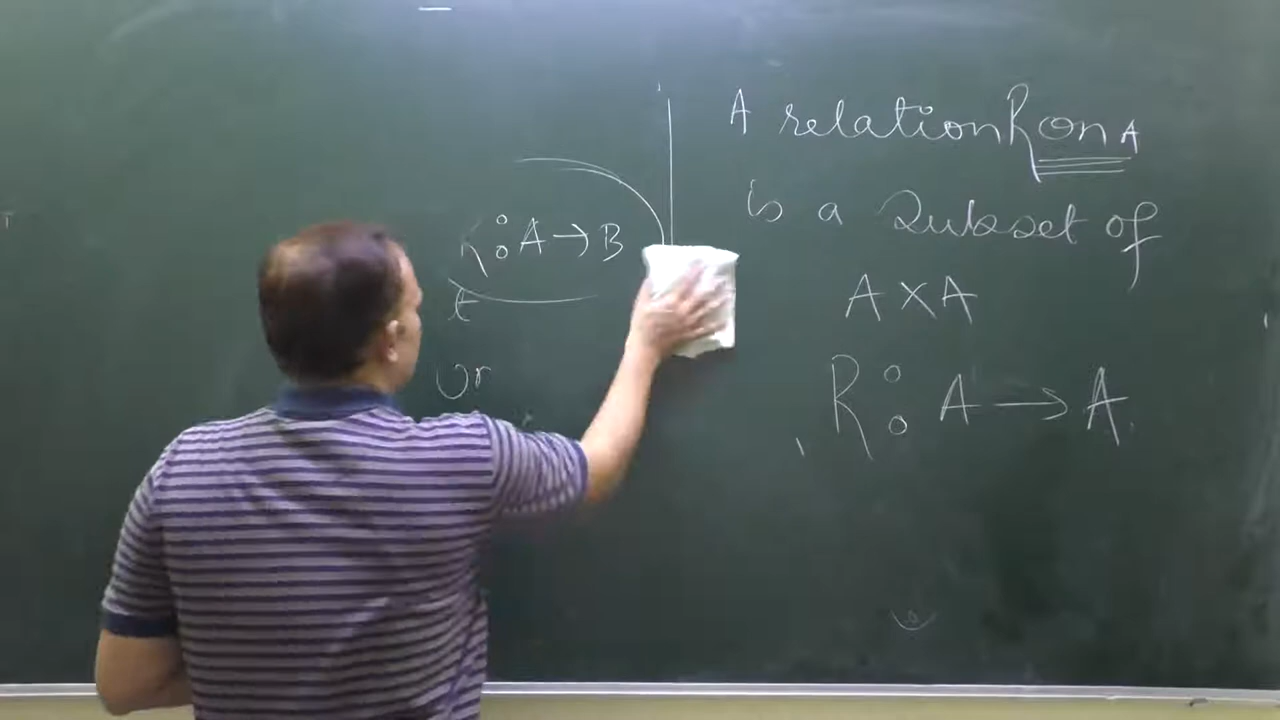 R : A → B
or
A relation R on A
is a Subset of
A × A
R : A → A